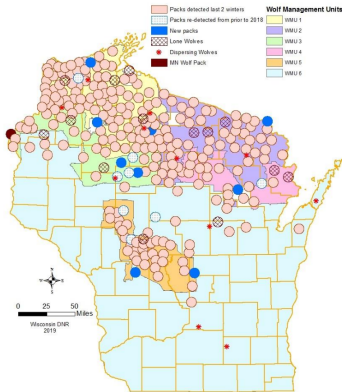 Packs detected last 2 winters
Packs re-detected from prior to 2018
New packs
Lone Wolves
Dispersing Wolves
MN Wolf Pack
Wolf Management Units
WMU 1
WMU 2
WMU 3
WMU 4
WMU 5
WMU 6
0 25 50
Miles
Wisconsin DNR
2019